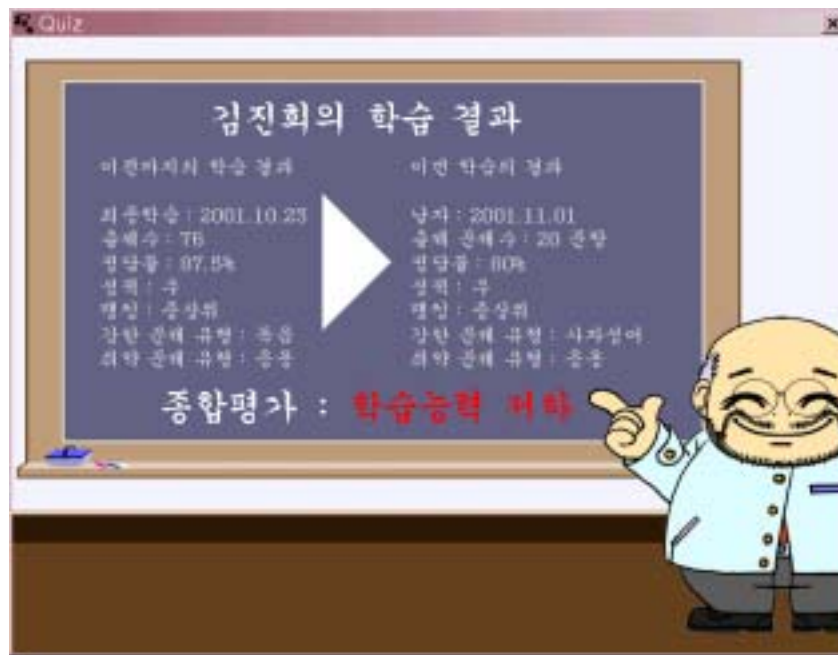 Quiz
김진희의 학습 결과
이전까지의 학습 결과
최종학습 : 2001.10.23
출제수 : 76
정답률 : 87.5%
성적 : 우
랭킹 : 중상위
강한 문제 유형 : 독음
취약 문제 유형 : 응용
이번 학습의 결과
날자 : 2001.11.01
출제 문제 수 : 20 문항
정답률 : 80%
성적 : 우
랭킹 : 중상위
강한 문제 유형 : 사자성어
취약 문제 유형 : 응용
종합평가 : 학습능력 저하